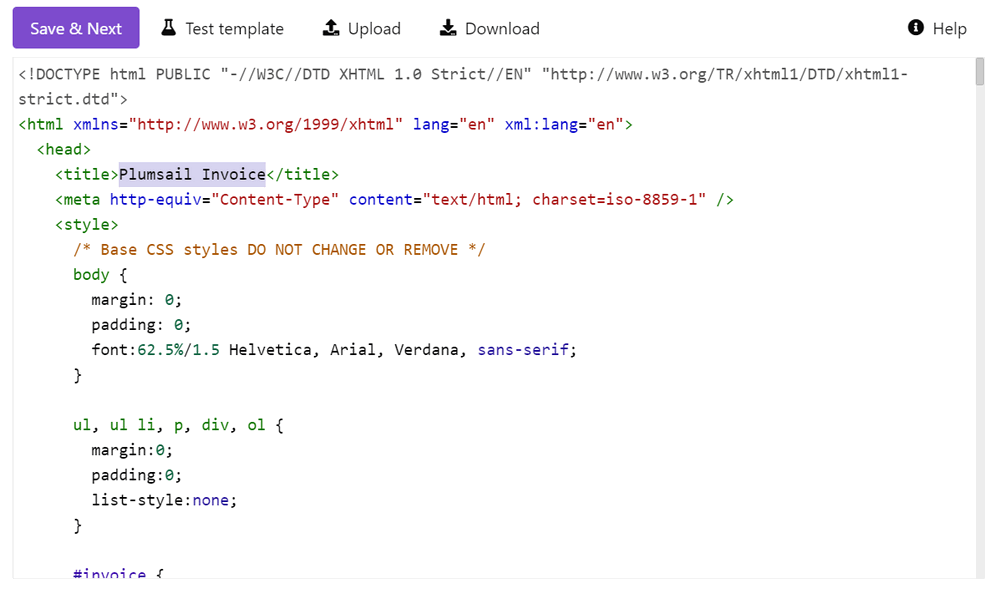 Save & Next Test template Upload Download Help
<!DOCTYPE html PUBLIC "-//W3C//DTD XHTML 1.0 Strict//EN" "http://www.w3.org/TR/xhtml1/DTD/xhtml1-
strict.dtd">
<html xmlns="http://www.w3.org/1999/xhtml" lang="en" xml:lang="en">
<head>
<title>Plumsail Invoice</title>
<meta http-equiv="Content-Type" content="text/html; charset=iso-8859-1" />
<style>
/* Base CSS styles DO NOT CHANGE OR REMOVE */
body {
margin: 0;
padding: 0;
font:62.5%/1.5 Helvetica, Arial, Verdana, sans-serif;
}
ul, ul li, p, div, ol {
margin:0;
padding:0;
list-style:none;
}
#invoice {